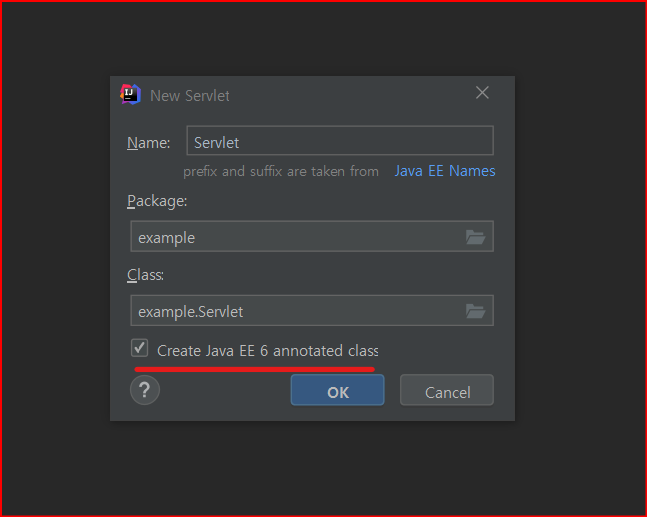 New Servlet
Name: Servlet
prefix and suffix are taken from Java EE Names
Package:
example
Class:
example.Servlet
Create Java EE 6 annotated class
? OK Cancel